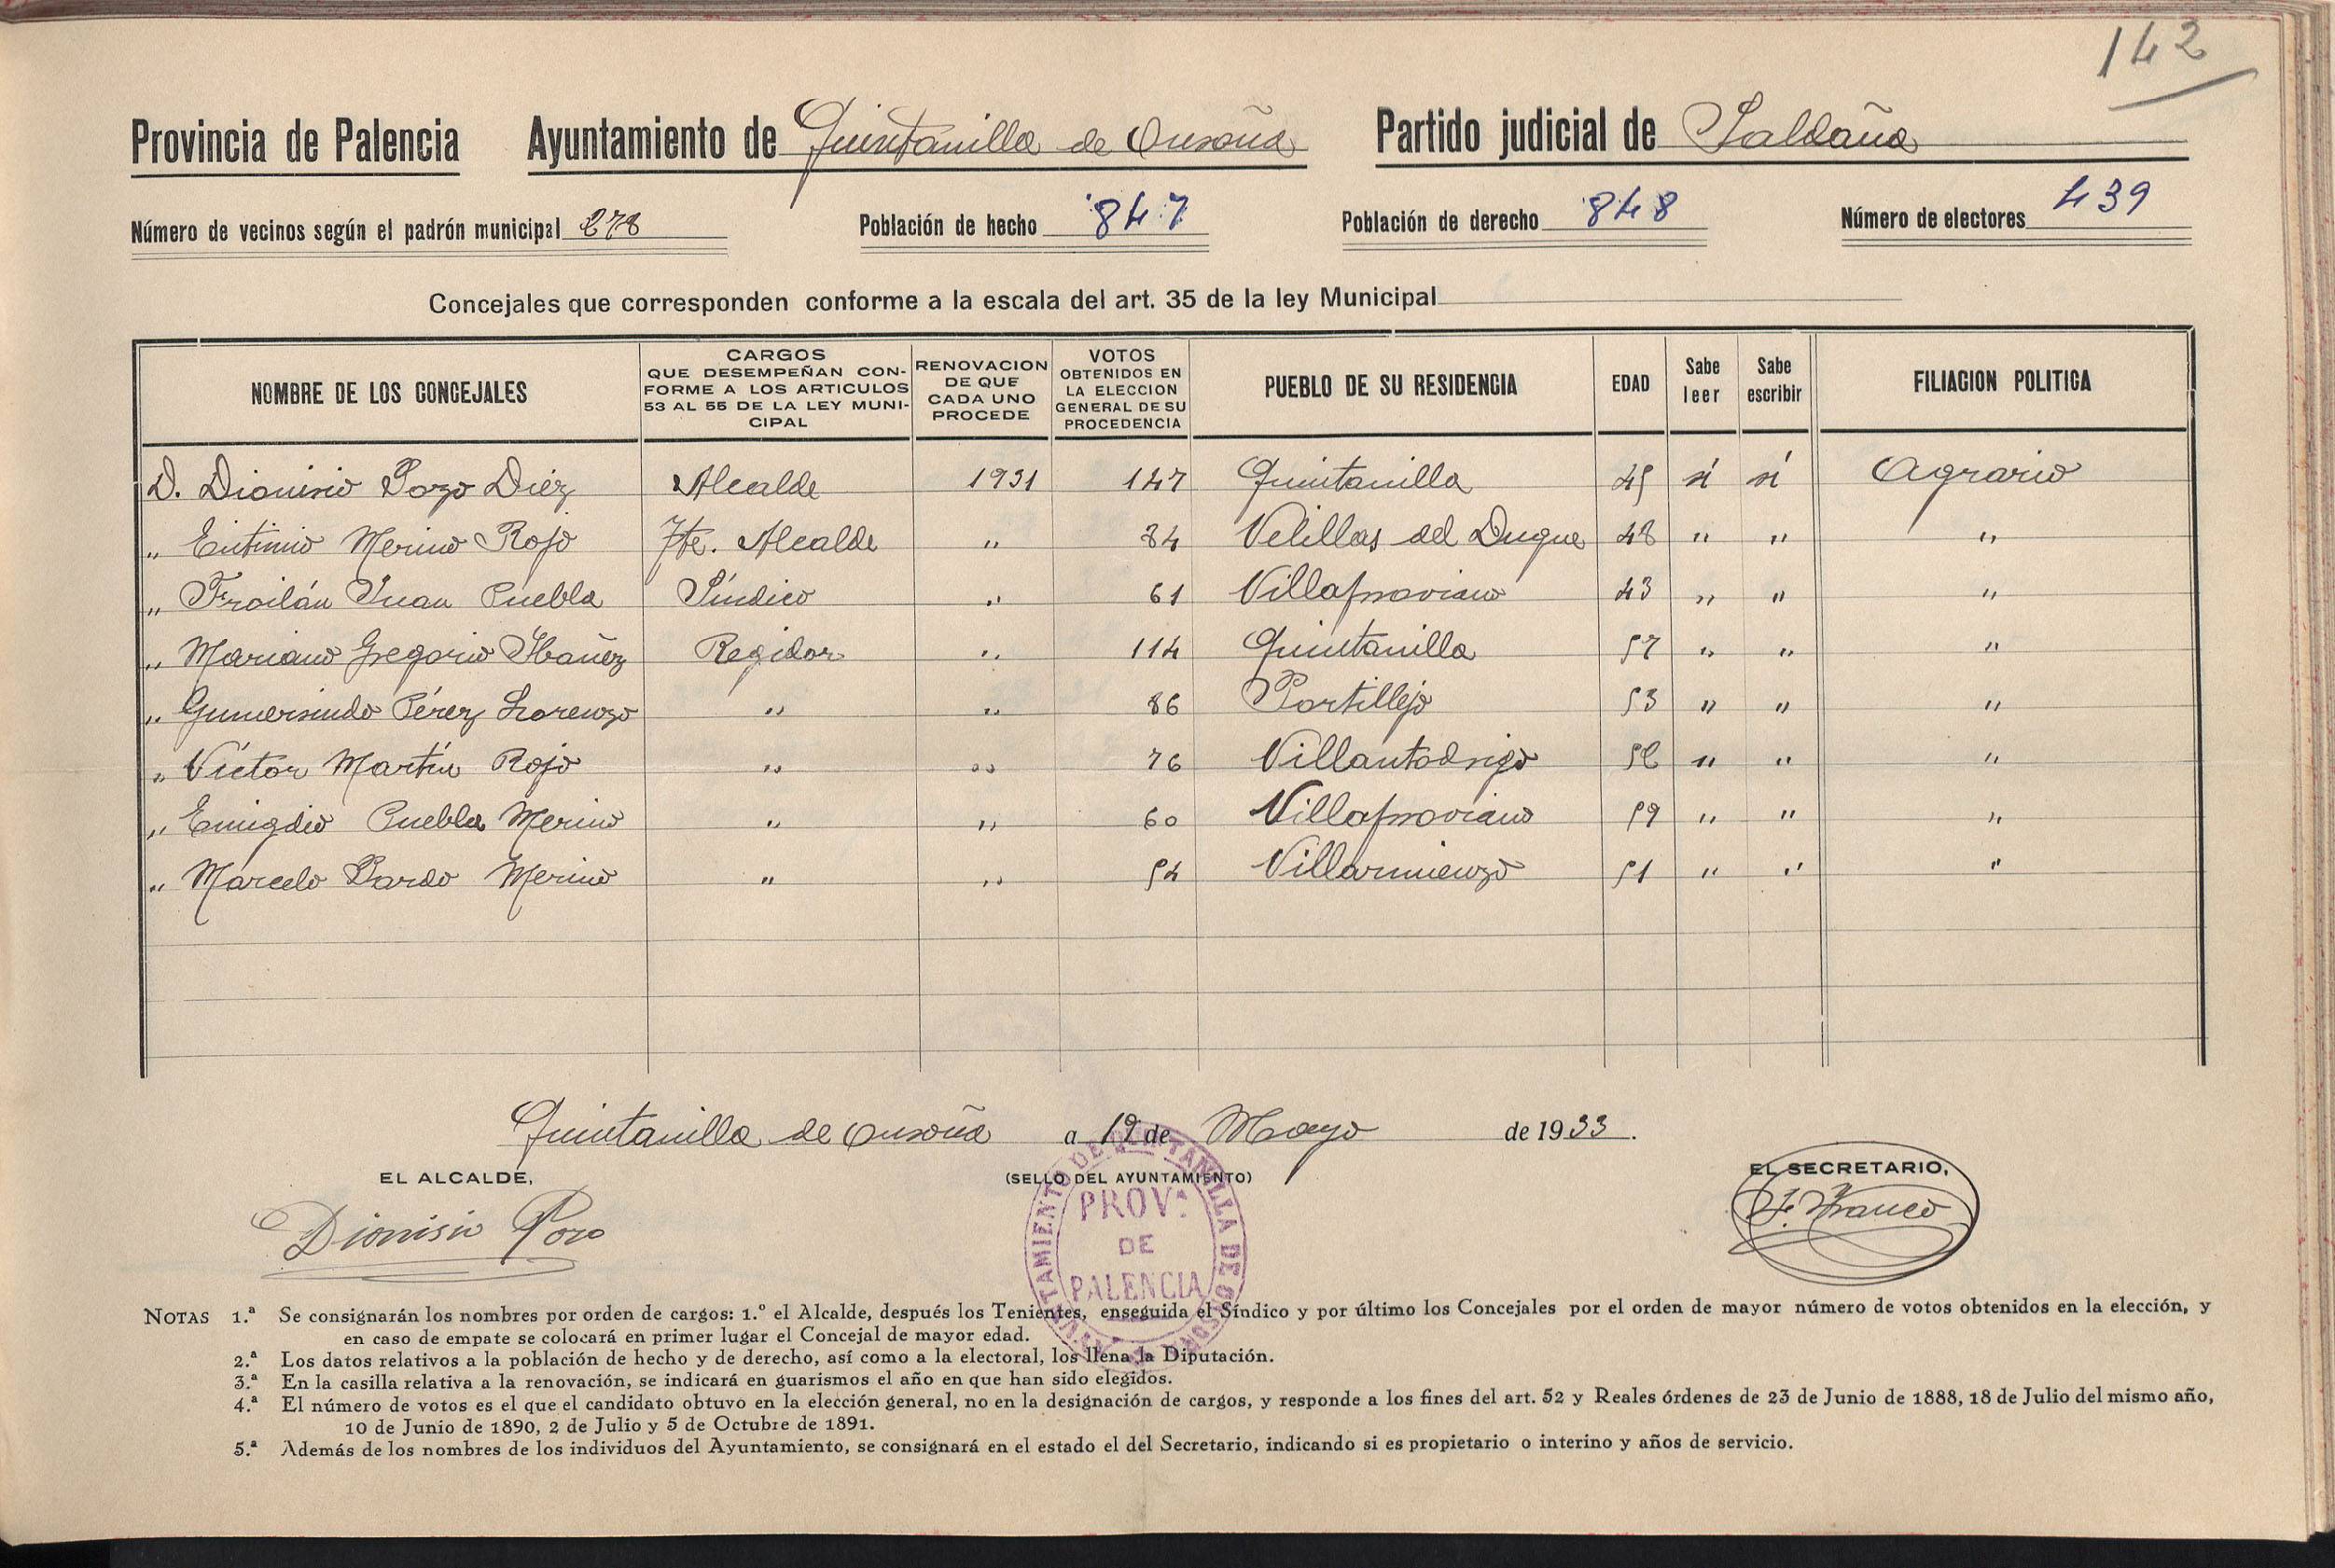 142
Provincia de Palencia Ayuntamiento de Quintanilla de Onsoña Partido judicial de Saldaña
Número de vecinos según el padrón municipal 278 Población de hecho 847 Población de derecho 848 Número de electores 439
Concejales que corresponden conforme a la escala del art. 35 de la ley Municipal
NOMBRE DE LOS CONCEJALES
CARGOS
QUE DESEMPEÑAN CON-
FORME A LOS ARTICULOS
53 AL 55 DE LA LEY MUNI-
CIPAL
RENOVACION
DE QUE
CADA UNO
PROCEDE
VOTOS
OBTENIDOS EN
LA ELECCION
GENERAL DE SU
PROCEDENCIA
PUEBLO DE SU RESIDENCIA
EDAD
Sabe
leer
Sabe
escribir
FILIACION POLITICA
D. Dionisio Pozo Diez Alcalde 1931 147 Quintanilla 45 sí sí Agrario
" Eutimio Merino Rojo Tte. Alcalde " 84 Velillas del Duque 48 " " "
" Froilán Juan Puebla Síndico " 61 Villaproviano 43 " " "
" Mariano Gregorio Ibañez Regidor " 114 Quintanilla 57 " " "
" Gumersindo Pérez Lorenzo " " 86 Portillejo 53 " " "
" Víctor Martín Rojo " " 76 Villantodrigo 52 " " "
" Emigdio Puebla Merino " " 60 Villaproviano 59 " " "
" Marcelo Pardo Merino " " 54 Villarmienzo 51 " " "
Quintanilla de Onsoña a 19 de Mayo de 1933.
EL ALCALDE, (SELLO DEL AYUNTAMIENTO) EL SECRETARIO,
Dionisio Pozo
F. Franco
AYUNTAMIENTO DE QUINTANILLA DE ONSOÑA
PROVᵃ.
DE
PALENCIA
NOTAS 1.ª Se consignarán los nombres por orden de cargos: 1.º el Alcalde, después los Tenientes, enseguida el Síndico y por último los Concejales por el orden de mayor número de votos obtenidos en la elección, y
en caso de empate se colocará en primer lugar el Concejal de mayor edad.
2.ª Los datos relativos a la población de hecho y de derecho, así como a la electoral, los llena la Diputación.
3.ª En la casilla relativa a la renovación, se indicará en guarismos el año en que han sido elegidos.
4.ª El número de votos es el que el candidato obtuvo en la elección general, no en la designación de cargos, y responde a los fines del art. 52 y Reales órdenes de 23 de Junio de 1888, 18 de Julio del mismo año,
10 de Junio de 1890, 2 de Julio y 5 de Octubre de 1891.
5.ª Además de los nombres de los individuos del Ayuntamiento, se consignará en el estado el del Secretario, indicando si es propietario o interino y años de servicio.